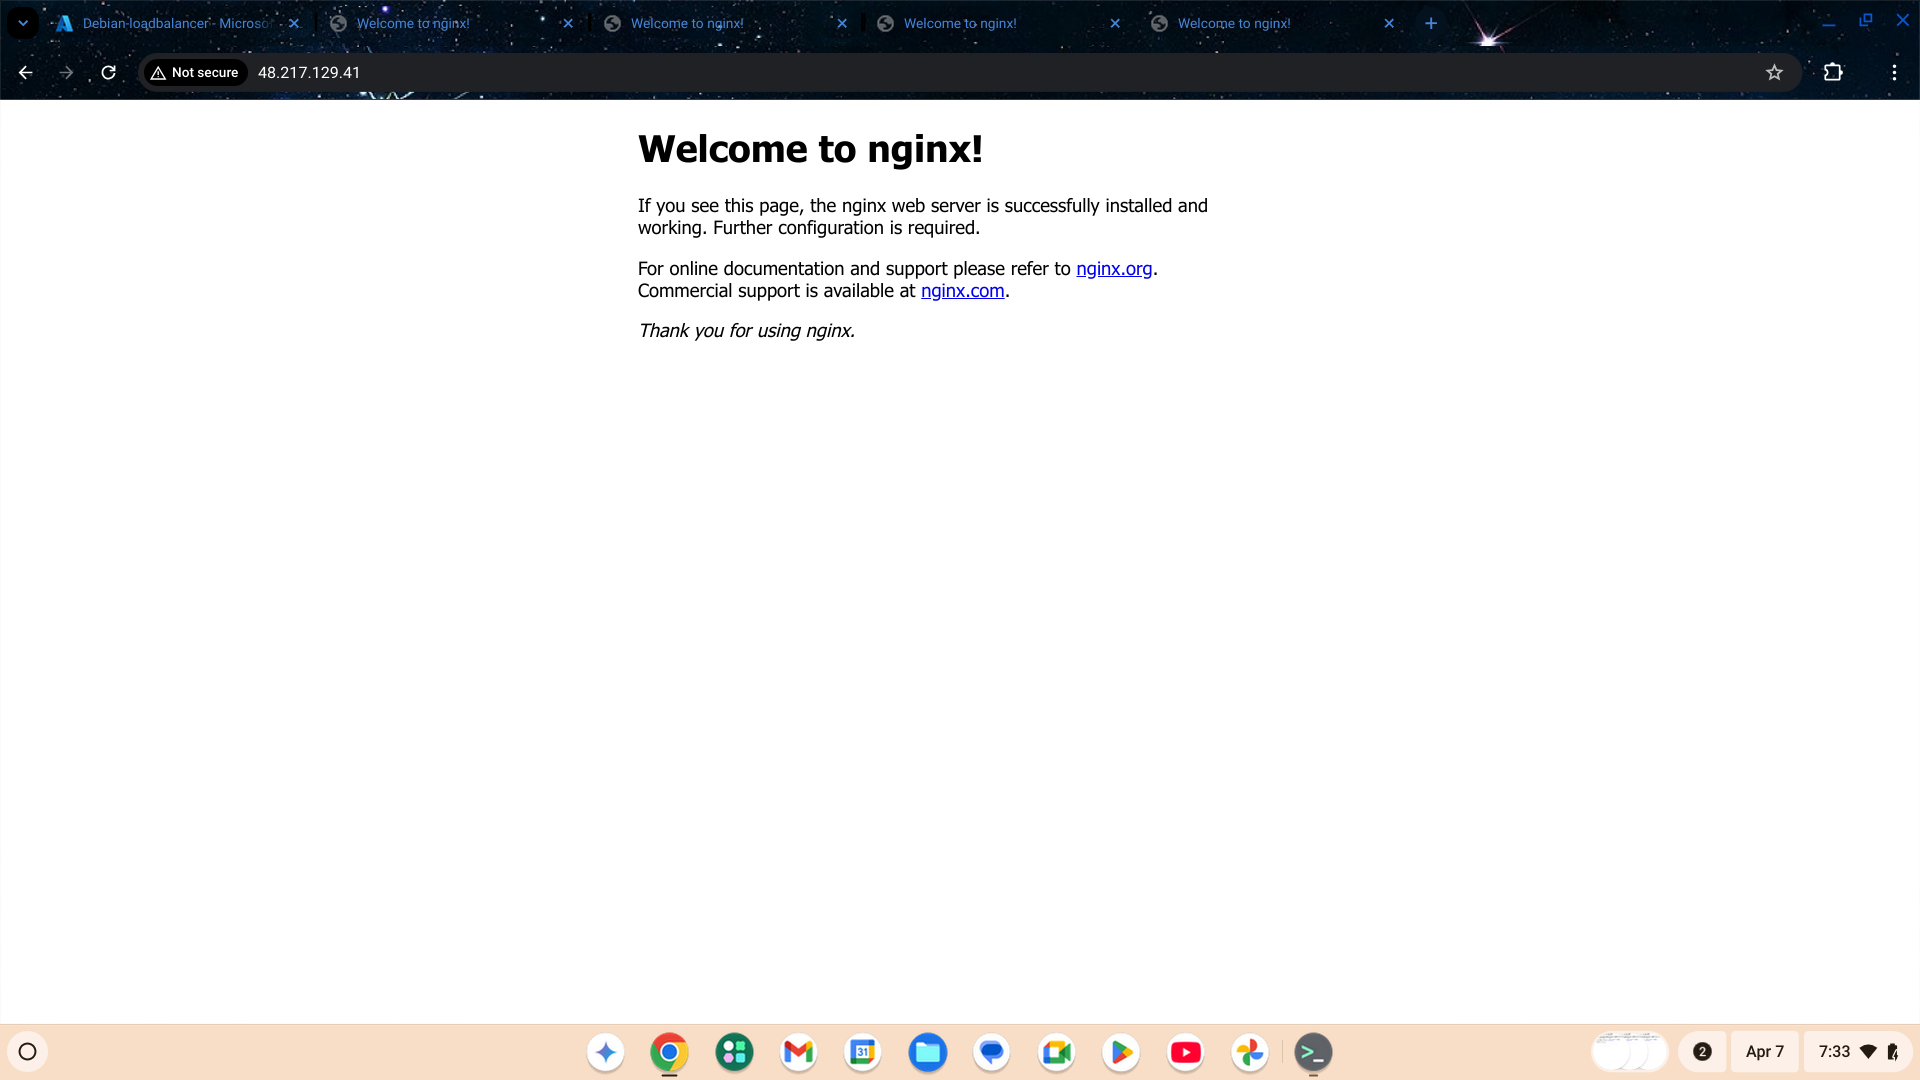 Debian-loadbalancer - Microso
Welcome to nginx!
Welcome to nginx!
Welcome to nginx!
Welcome to nginx!
Not secure
48.217.129.41
Welcome to nginx!
If you see this page, the nginx web server is successfully installed and
working. Further configuration is required.
For online documentation and support please refer to nginx.org.
Commercial support is available at nginx.com.
Thank you for using nginx.
31
>_
2
Apr 7
7:33